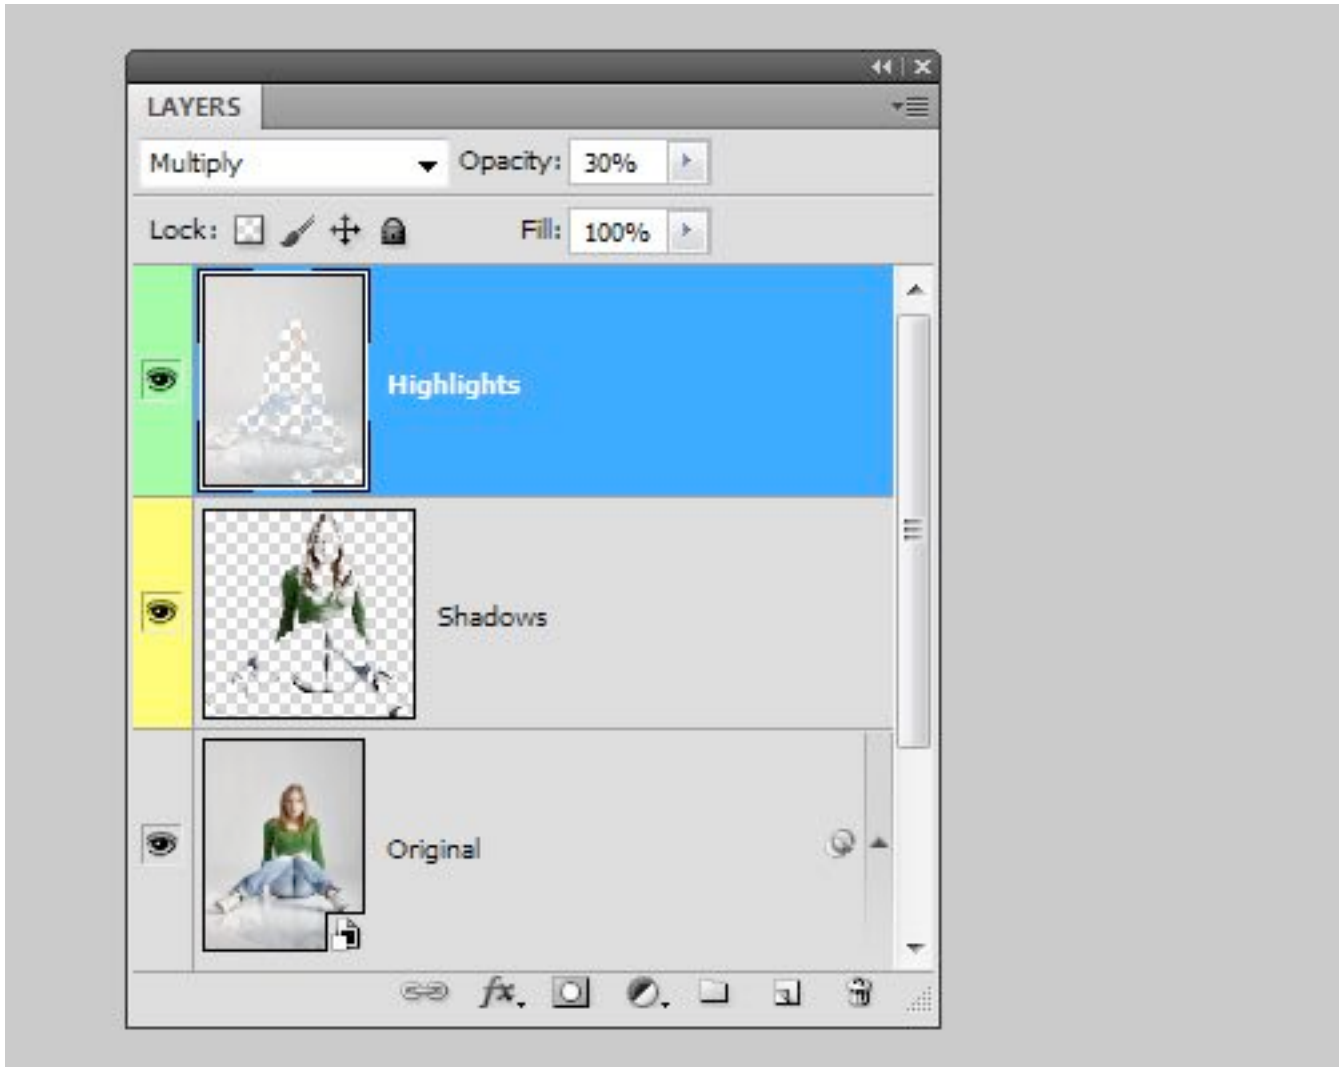 LAYERS
Multiply Opacity: 30%
Lock: Fill: 100%
Highlights
Shadows
Original
fx.